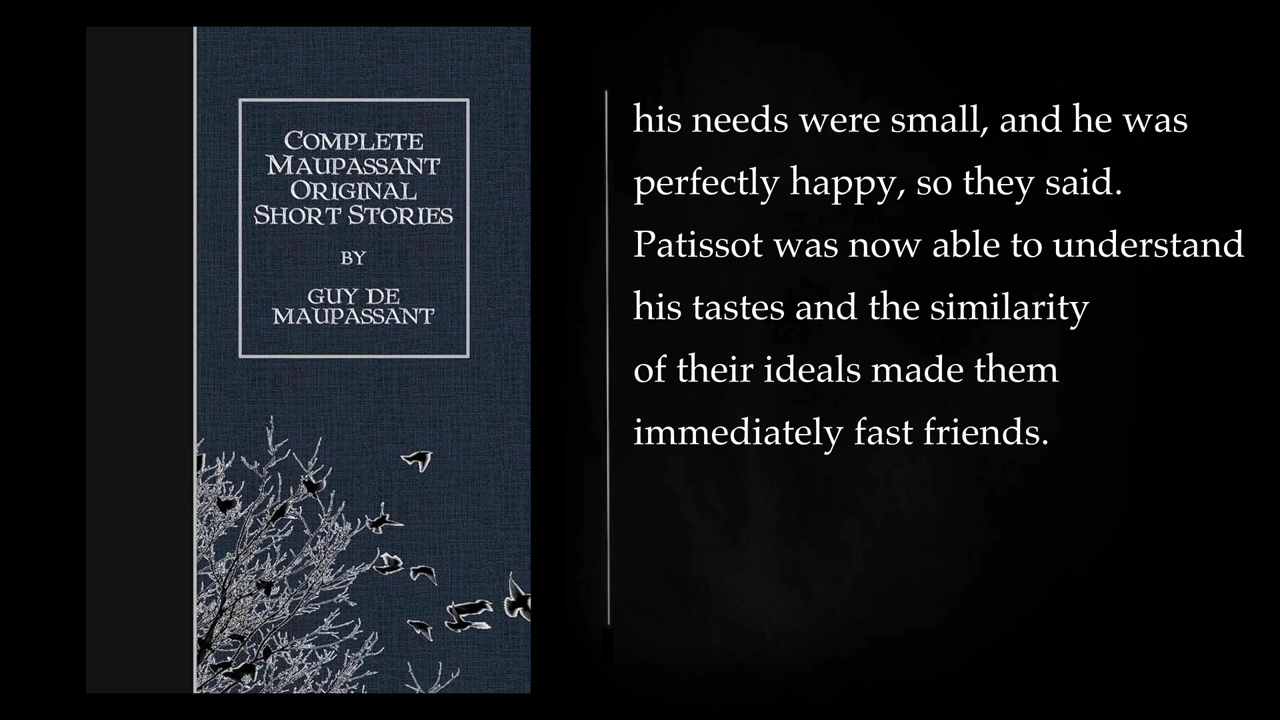 COMPLETE
MAUPASSANT
ORIGINAL
SHORT STORIES
BY
GUY DE
MAUPASSANT
his needs were small, and he was
perfectly happy, so they said.
Patissot was now able to understand
his tastes and the similarity
of their ideals made them
immediately fast friends.